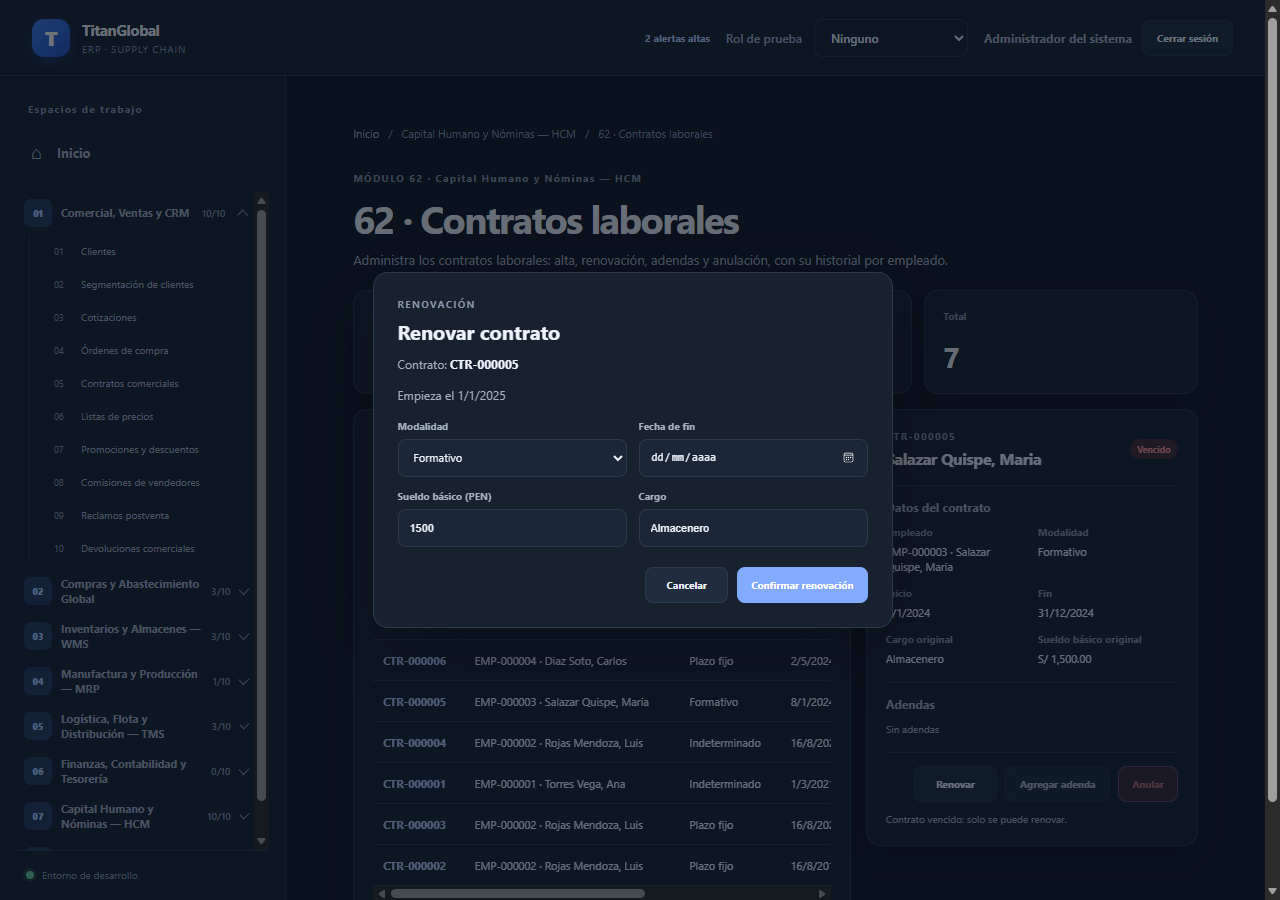 T
TitanGlobal
ERP · SUPPLY CHAIN
2 alertas altas
Rol de prueba
Ninguno
Administrador del sistema
Cerrar sesión
Espacios de trabajo
Inicio
01 Comercial, Ventas y CRM 10/10
01 Clientes
02 Segmentación de clientes
03 Cotizaciones
04 Órdenes de compra
05 Contratos comerciales
06 Listas de precios
07 Promociones y descuentos
08 Comisiones de vendedores
09 Reclamos postventa
10 Devoluciones comerciales
02 Compras y Abastecimiento Global 3/10
03 Inventarios y Almacenes — WMS 3/10
04 Manufactura y Producción — MRP 1/10
05 Logística, Flota y Distribución — TMS 3/10
06 Finanzas, Contabilidad y Tesorería 0/10
07 Capital Humano y Nóminas — HCM 10/10
Entorno de desarrollo
Inicio / Capital Humano y Nóminas — HCM / 62 · Contratos laborales
MÓDULO 62 · Capital Humano y Nóminas — HCM
62 · Contratos laborales
Administra los contratos laborales: alta, renovación, adendas y anulación, con su historial por empleado.
Total
7
RENOVACIÓN
Renovar contrato
Contrato: CTR-000005
Empieza el 1/1/2025
Modalidad
Formativo
Fecha de fin
dd/mm/aaaa
Sueldo básico (PEN)
1500
Cargo
Almacenero
Cancelar
Confirmar renovación
CTR-000006 EMP-000004 · Diaz Soto, Carlos Plazo fijo 2/5/2024
CTR-000005 EMP-000003 · Salazar Quispe, Maria Formativo 8/1/2024
CTR-000004 EMP-000002 · Rojas Mendoza, Luis Indeterminado 16/8/202
CTR-000001 EMP-000001 · Torres Vega, Ana Indeterminado 1/3/202
CTR-000003 EMP-000002 · Rojas Mendoza, Luis Plazo fijo 16/8/202
CTR-000002 EMP-000002 · Rojas Mendoza, Luis Plazo fijo 16/8/20
TR-000005
Salazar Quispe, Maria
Vencido
Datos del contrato
mpleado
MP-000003 · Salazar
uispe, Maria
Modalidad
Formativo
nicio
/1/2024
Fin
31/12/2024
Cargo original
Almacenero
Sueldo básico original
S/ 1,500.00
Adendas
Sin adendas
Renovar
Agregar adenda
Anular
Contrato vencido: solo se puede renovar.